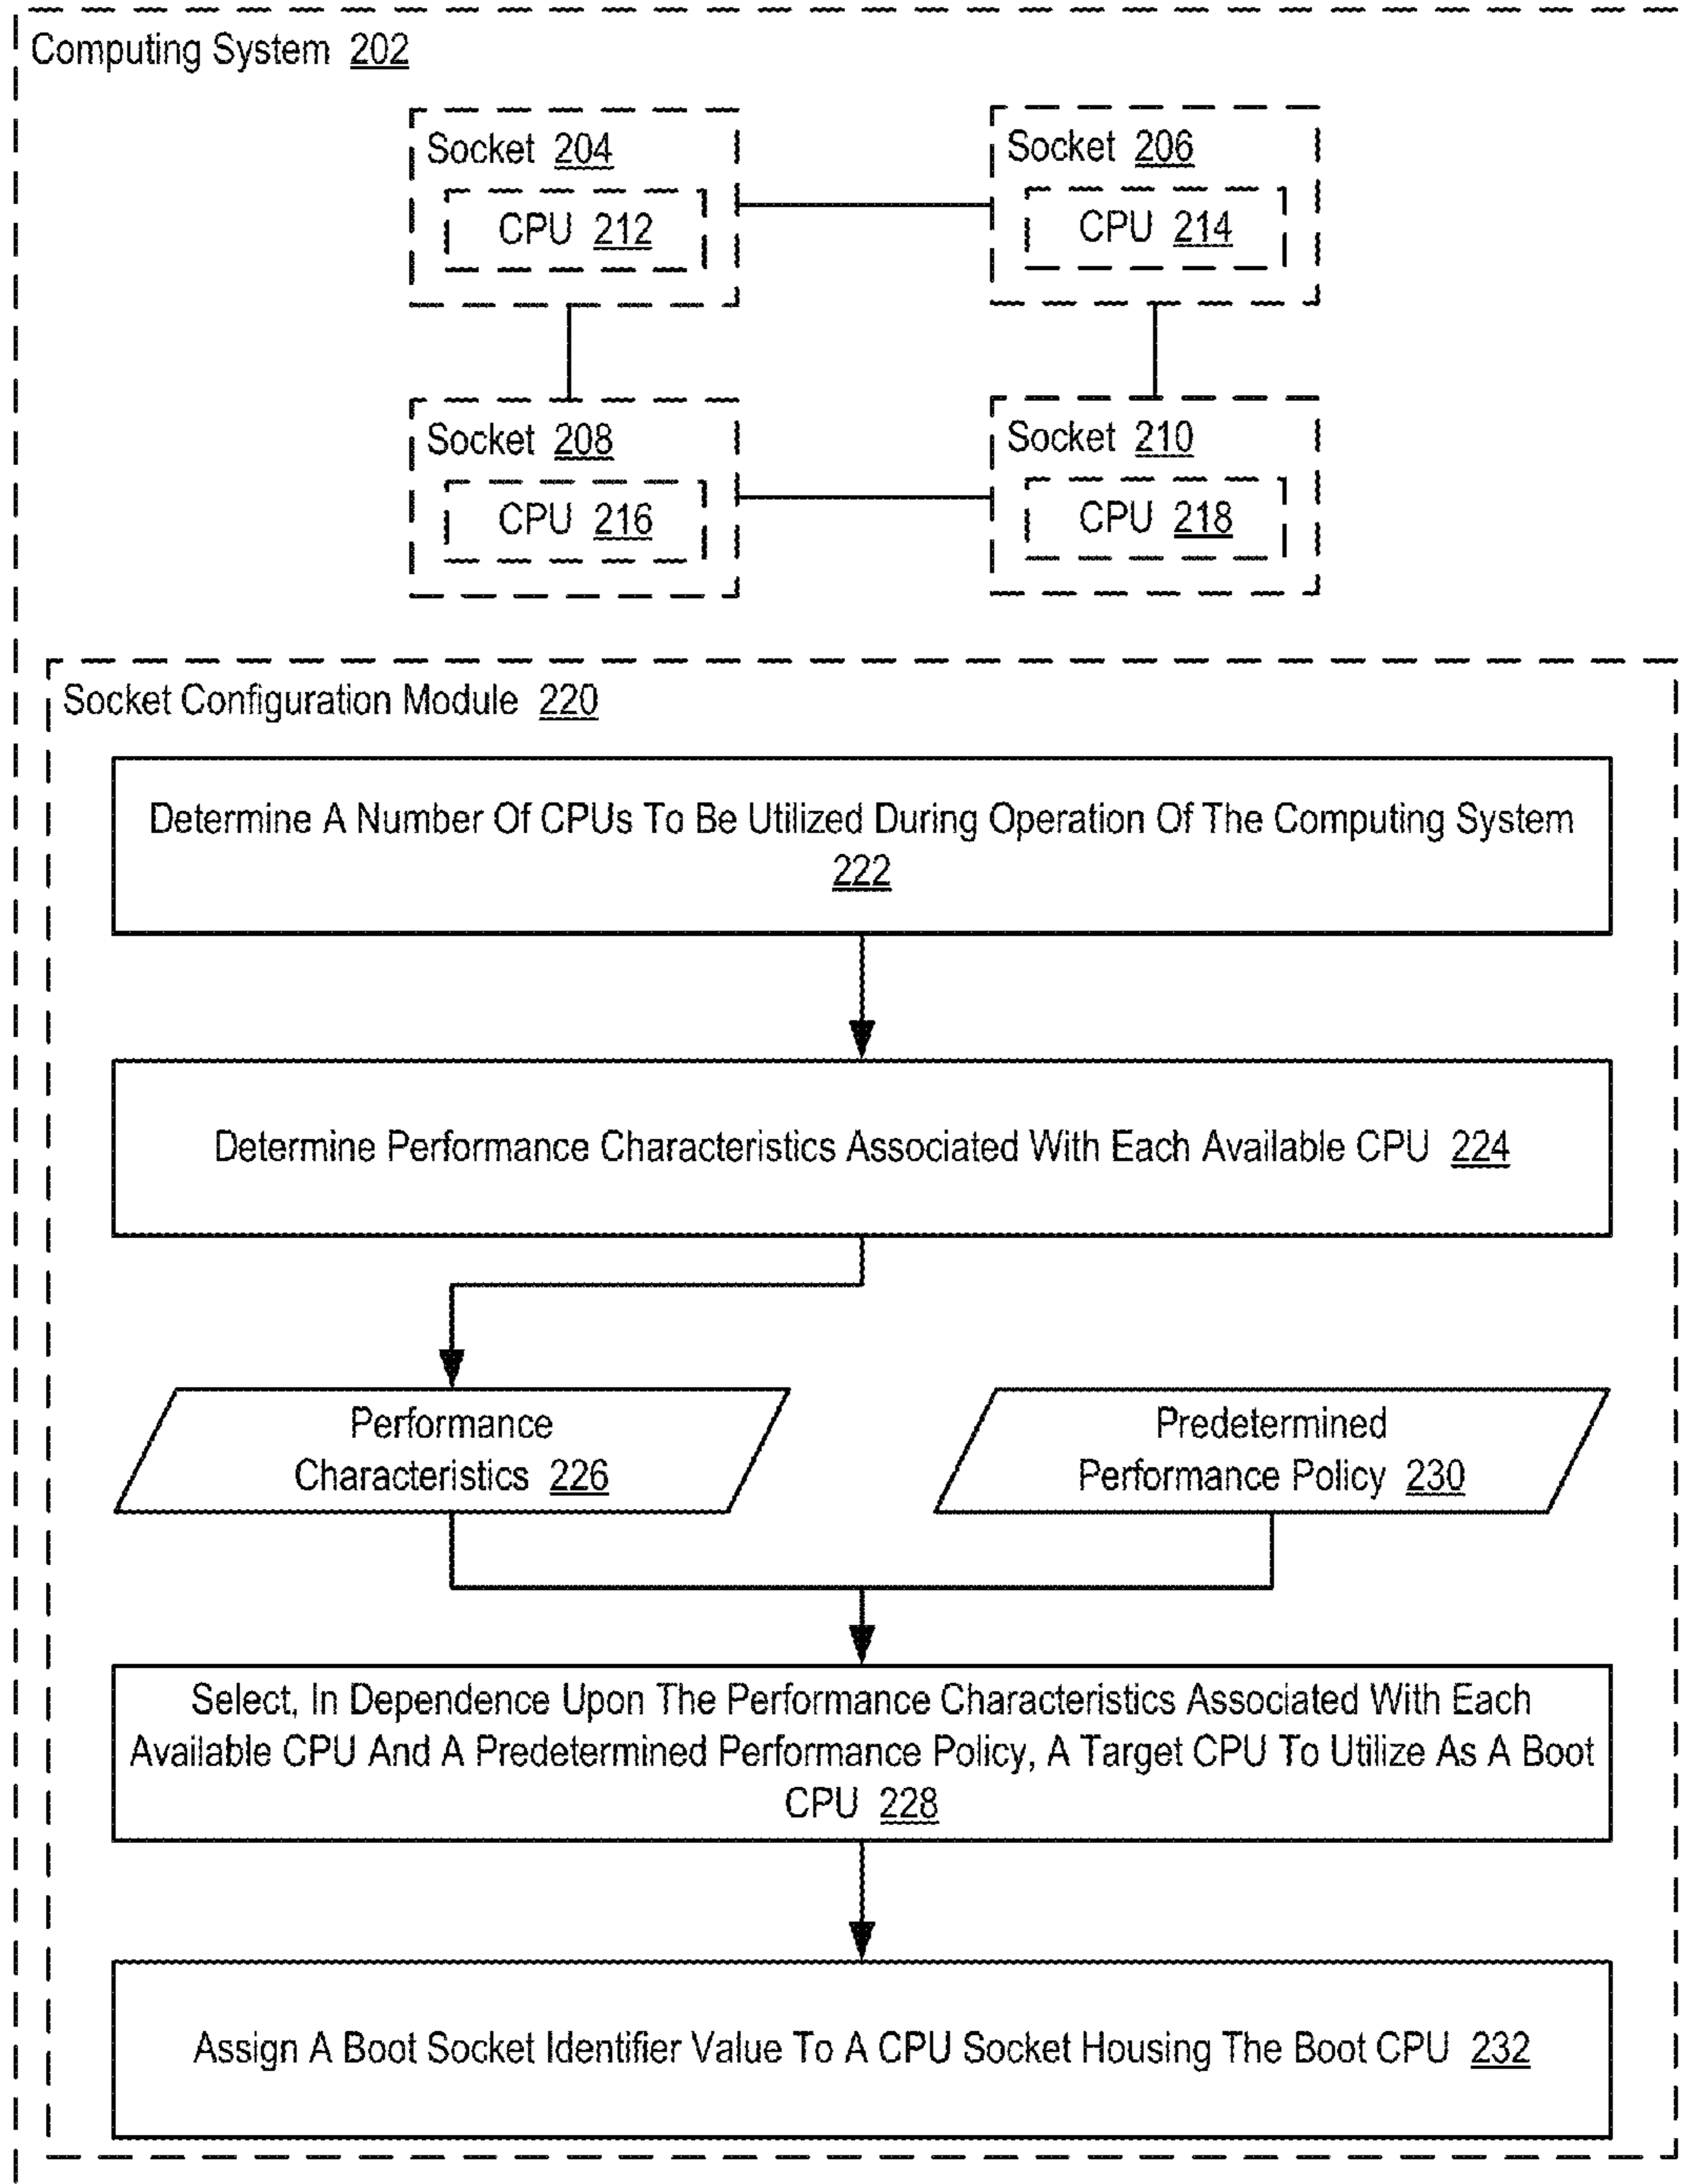 Computing System 202
Socket 204
CPU 212
Socket 206
CPU 214
Socket 208
CPU 216
Socket 210
CPU 218
Socket Configuration Module 220
Determine A Number Of CPUs To Be Utilized During Operation Of The Computing System
222
Determine Performance Characteristics Associated With Each Available CPU 224
Performance
Characteristics 226
Predetermined
Performance Policy 230
Select, In Dependence Upon The Performance Characteristics Associated With Each
Available CPU And A Predetermined Performance Policy, A Target CPU To Utilize As A Boot
CPU 228
Assign A Boot Socket Identifier Value To A CPU Socket Housing The Boot CPU 232